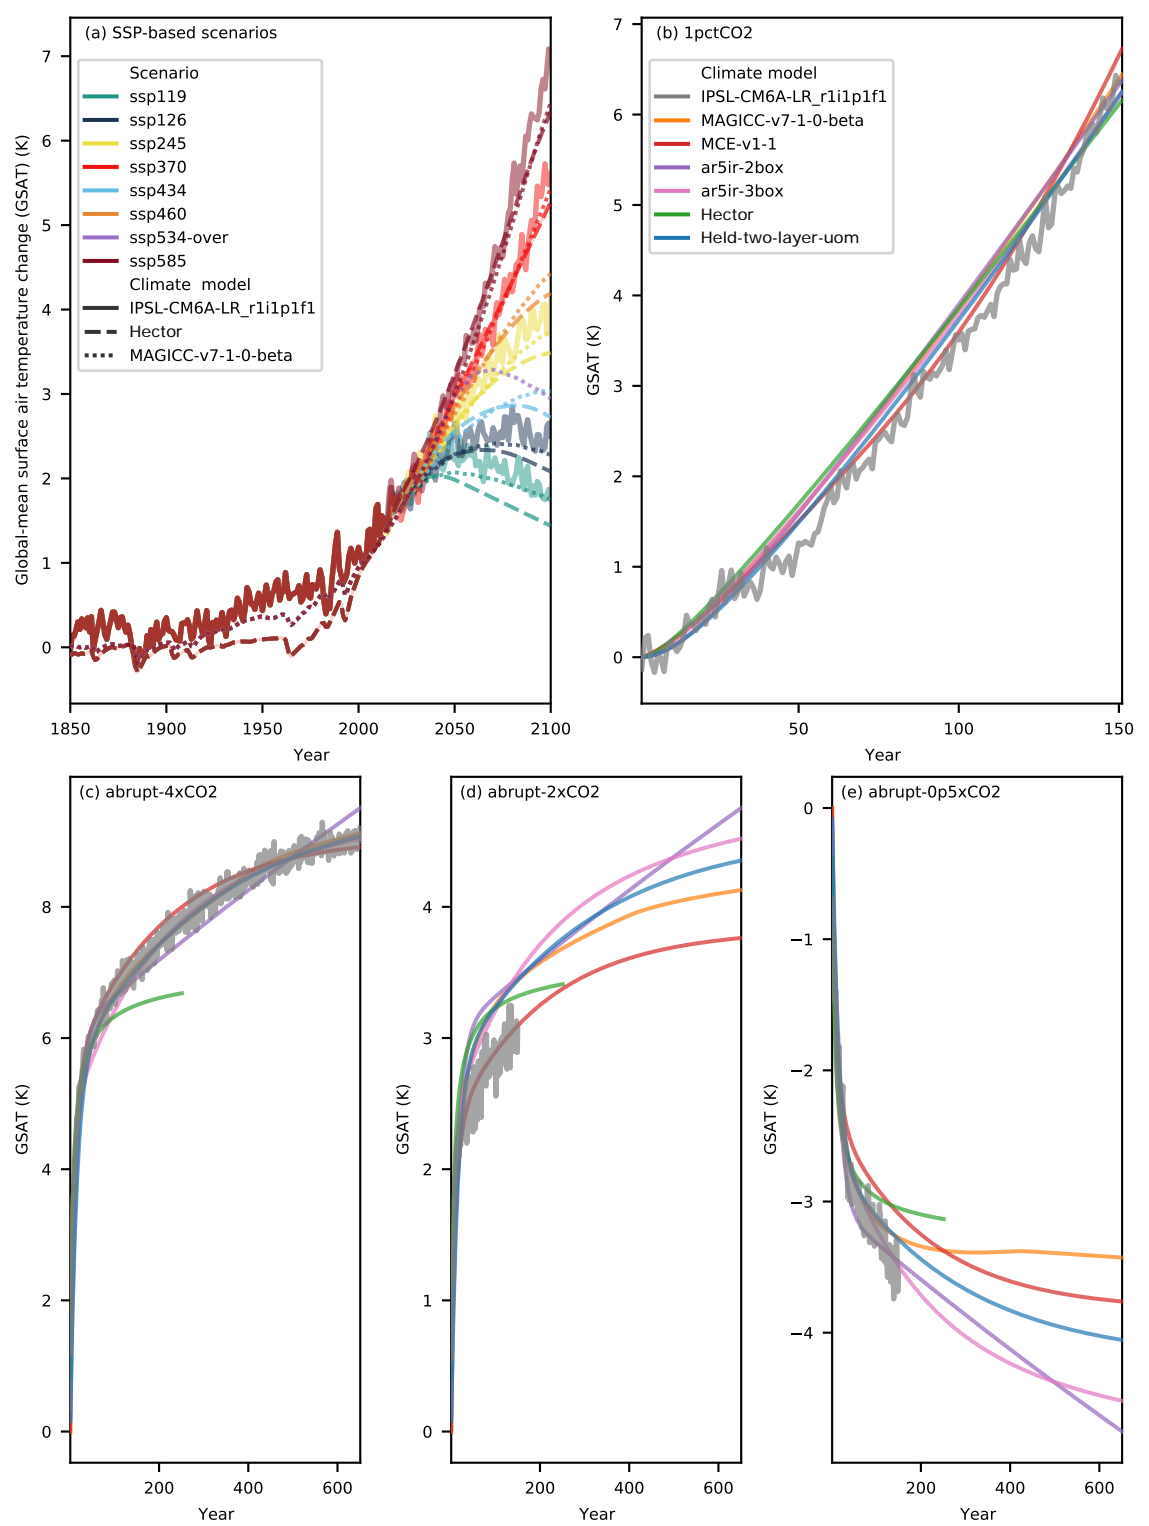 (a) SSP-based scenarios
Global-mean surface air temperature change (GSAT) (K)
7
6
5
4
3
2
1
0
Scenario
ssp119
ssp126
ssp245
ssp370
ssp434
ssp460
ssp534-over
ssp585
Climate  model
IPSL-CM6A-LR_r1i1p1f1
Hector
MAGICC-v7-1-0-beta
1850 1900 1950 2000 2050 2100
Year
(b) 1pctCO2
GSAT (K)
7
6
5
4
3
2
1
0
Climate model
IPSL-CM6A-LR_r1i1p1f1
MAGICC-v7-1-0-beta
MCE-v1-1
ar5ir-2box
ar5ir-3box
Hector
Held-two-layer-uom
50 100 150
Year
(c) abrupt-4xCO2
GSAT (K)
8
6
4
2
0
200 400 600
Year
(d) abrupt-2xCO2
GSAT (K)
4
3
2
1
0
200 400 600
Year
(e) abrupt-0p5xCO2
GSAT (K)
0
−1
−2
−3
−4
200 400 600
Year